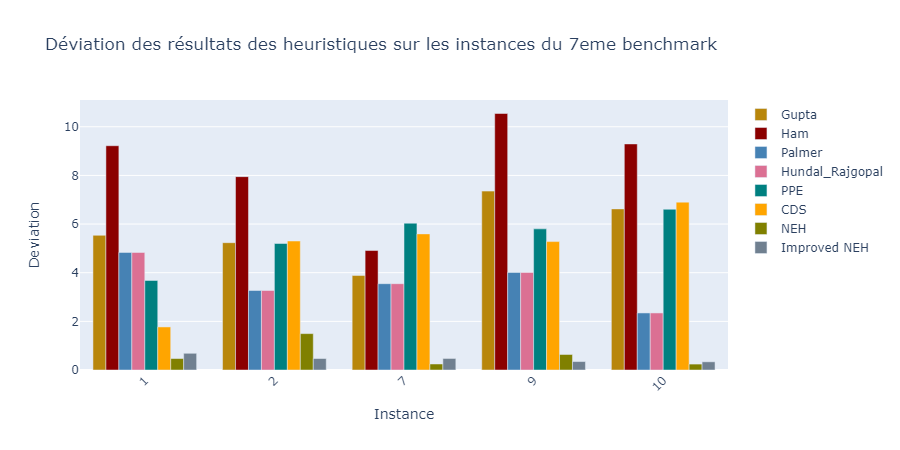 Déviation des résultats des heuristiques sur les instances du 7eme benchmark
Deviation
10
8
6
4
2
0
1
2
7
9
10
Instance
Gupta
Ham
Palmer
Hundal_Rajgopal
PPE
CDS
NEH
Improved NEH